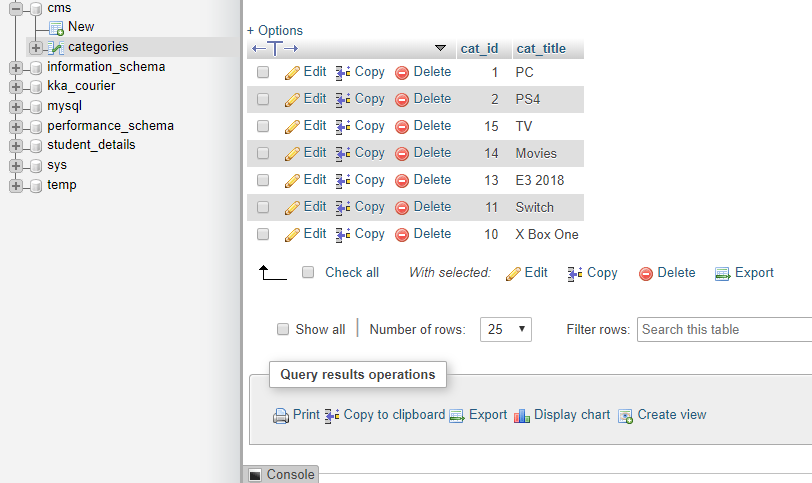 cms
New
categories
information_schema
kka_courier
mysql
performance_schema
student_details
sys
temp
+ Options
cat_id cat_title
Edit Copy Delete 1 PC
Edit Copy Delete 2 PS4
Edit Copy Delete 15 TV
Edit Copy Delete 14 Movies
Edit Copy Delete 13 E3 2018
Edit Copy Delete 11 Switch
Edit Copy Delete 10 X Box One
Check all With selected: Edit Copy Delete Export
Show all Number of rows: 25 Filter rows: Search this table
Query results operations
Print Copy to clipboard Export Display chart Create view
Console